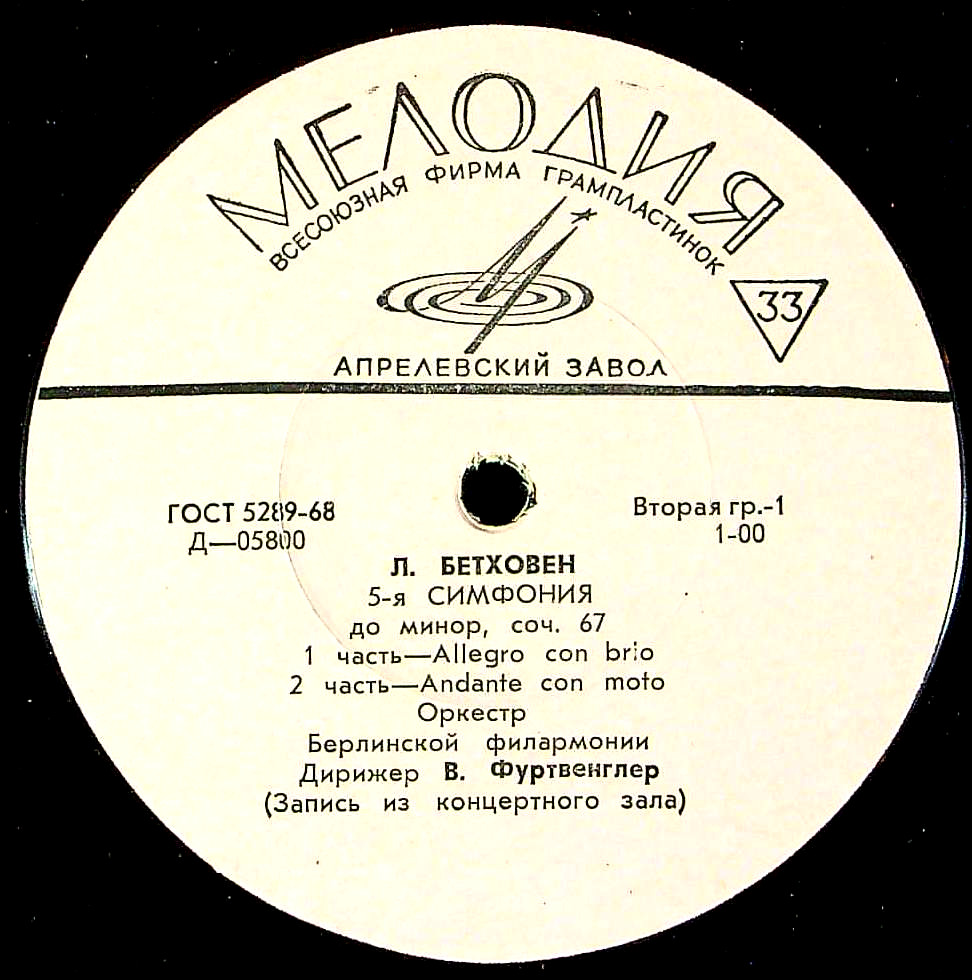 МЕЛОДИЯ
ВСЕСОЮЗНАЯ ФИРМА ГРАМПЛАСТИНОК
33
АПРЕЛЕВСКИЙ ЗАВОД
ГОСТ 5289-68
Д—05800
Вторая гр.-1
1-00
Л. БЕТХОВЕН
5-я СИМФОНИЯ
до минор, соч. 67
1 часть—Allegro con brio
2 часть—Andante con moto
Оркестр
Берлинской филармонии
Дирижер В. Фуртвенглер
(Запись из концертного зала)